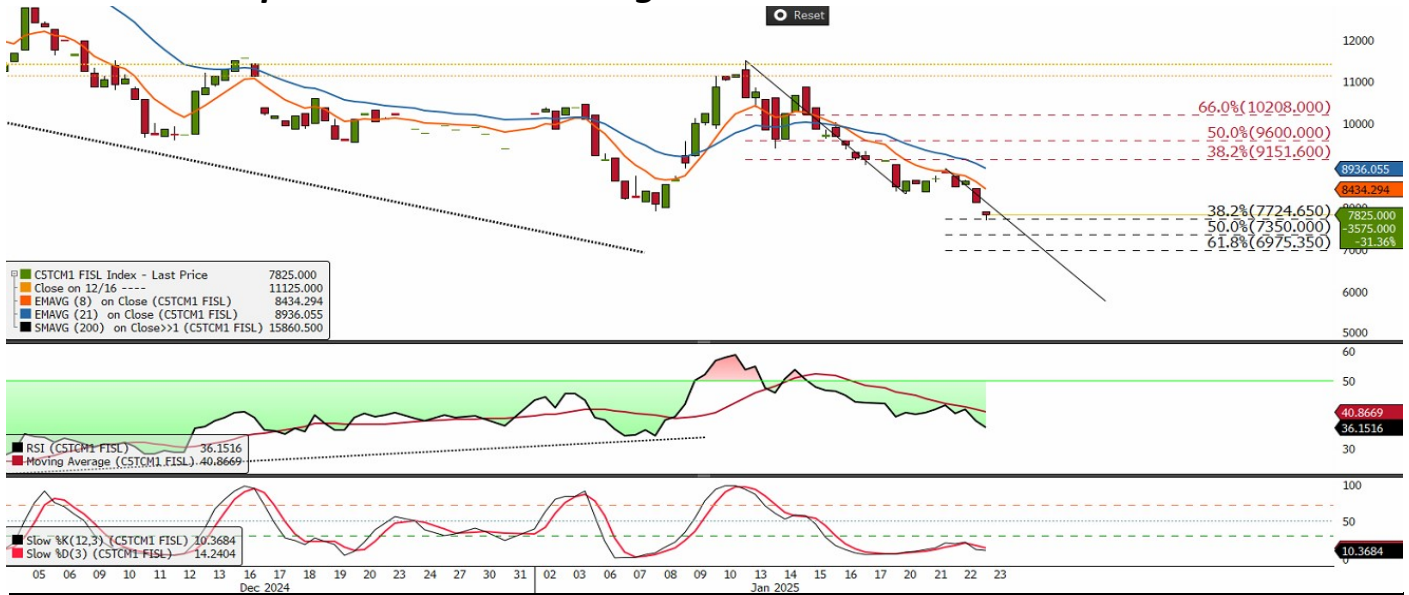 Reset
12000
11000
10000
9000
8000
7000
6000
5000
66.0%(10208.000)
50.0%(9600.000)
38.2%(9151.600)
38.2%(7724.650)
50.0%(7350.000)
61.8%(6975.350)
8936.055
8434.294
7825.000
-3575.000
-31.36%
C5TCM1 FISL Index - Last Price 7825.000
Close on 12/16 ---- 11125.000
EMAVG (8) on Close (C5TCM1 FISL) 8434.294
EMAVG (21) on Close (C5TCM1 FISL) 8936.055
SMAVG (200) on Close>>1 (C5TCM1 FISL) 15860.500
60
50
30
40.8669
36.1516
RSI (C5TCM1 FISL) 36.1516
Moving Average (C5TCM1 FISL) 40.8669
100
50
0
10.3684
Slow %K(12,3) (C5TCM1 FISL) 10.3684
Slow %D(3) (C5TCM1 FISL) 14.2404
05 06 09 10 11 12 13 16 17 18 19 20 23 24 27 30 31 02 03 06 07 08 09 10 13 14 15 16 17 20 21 22 23
Dec 2024 Jan 2025